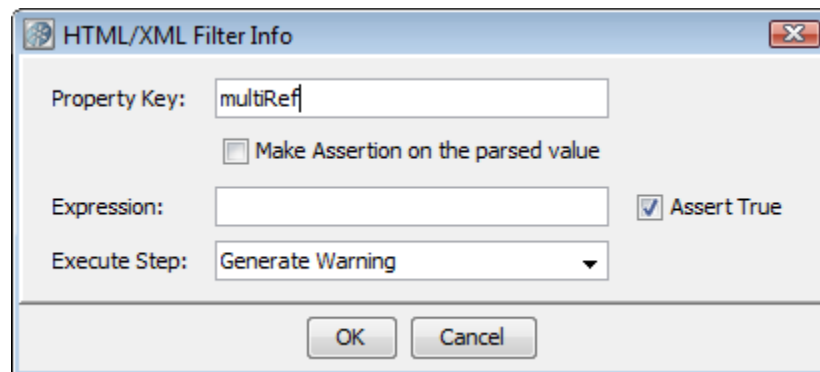 HTML/XML Filter Info
Property Key: multiRef
Make Assertion on the parsed value
Expression: Assert True
Execute Step: Generate Warning
OK Cancel